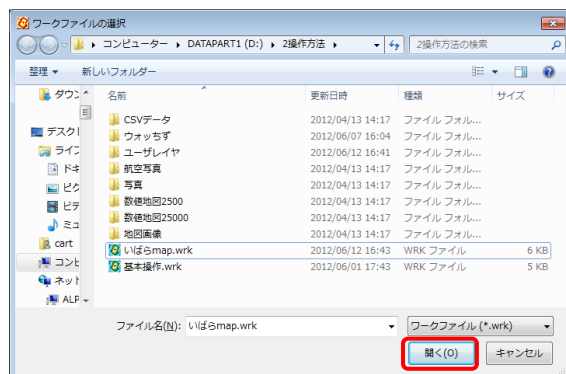 ワークファイルの選択
コンピューター ▸ DATAPART1 (D:) ▸ 2操作方法 ▸
2操作方法の検索
整理 ▼ 新しいフォルダー
名前 更新日時 種類 サイズ
CSVデータ 2012/04/13 14:17 ファイル フォル...
ウォッちず 2012/06/07 16:04 ファイル フォル...
ユーザレイヤ 2012/06/12 16:41 ファイル フォル...
航空写真 2012/04/13 14:17 ファイル フォル...
写真 2012/04/13 14:17 ファイル フォル...
数値地図2500 2012/04/13 14:17 ファイル フォル...
数値地図25000 2012/04/13 14:17 ファイル フォル...
地図画像 2012/04/13 14:17 ファイル フォル...
いばらmap.wrk 2012/06/12 16:43 WRK ファイル 6 KB
基本操作.wrk 2012/06/01 17:43 WRK ファイル 5 KB
ダウン
デスクト
ライブ
ドキ
ピク
ビデ
ミュ
cart
コンピ
ネット
ALP
ファイル名(N): いばらmap.wrk
ワークファイル (*.wrk)
開く(O)
キャンセル